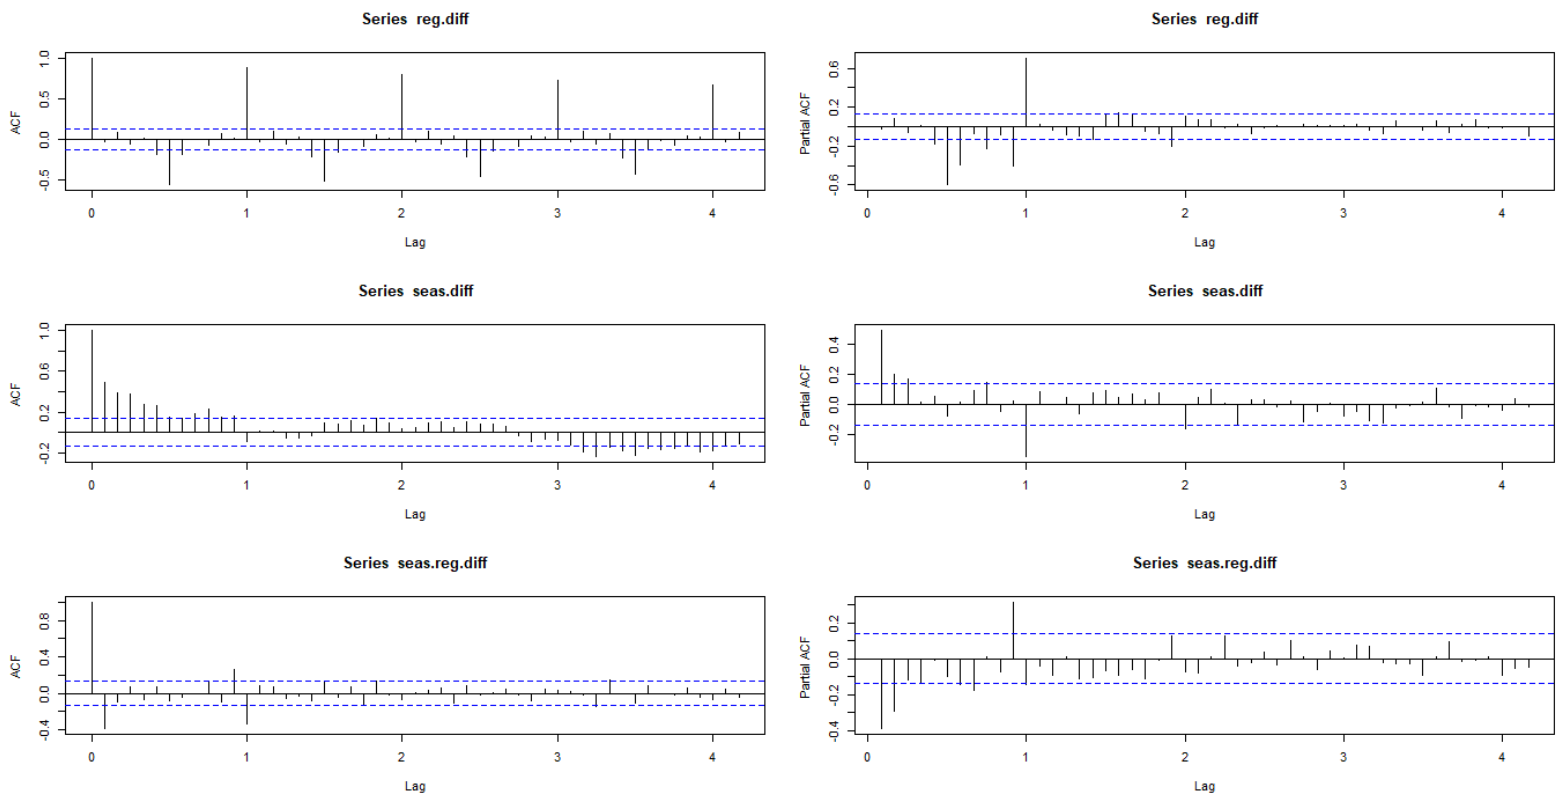 Series reg.diff
ACF
-0.5 0.0 0.5 1.0
0 1 2 3 4
Lag
Series reg.diff
Partial ACF
-0.6 -0.2 0.2 0.6
0 1 2 3 4
Lag
Series seas.diff
ACF
-0.2 0.2 0.6 1.0
0 1 2 3 4
Lag
Series seas.diff
Partial ACF
-0.2 0.0 0.2 0.4
0 1 2 3 4
Lag
Series seas.reg.diff
ACF
-0.4 0.0 0.4 0.8
0 1 2 3 4
Lag
Series seas.reg.diff
Partial ACF
-0.4 -0.2 0.0 0.2
0 1 2 3 4
Lag